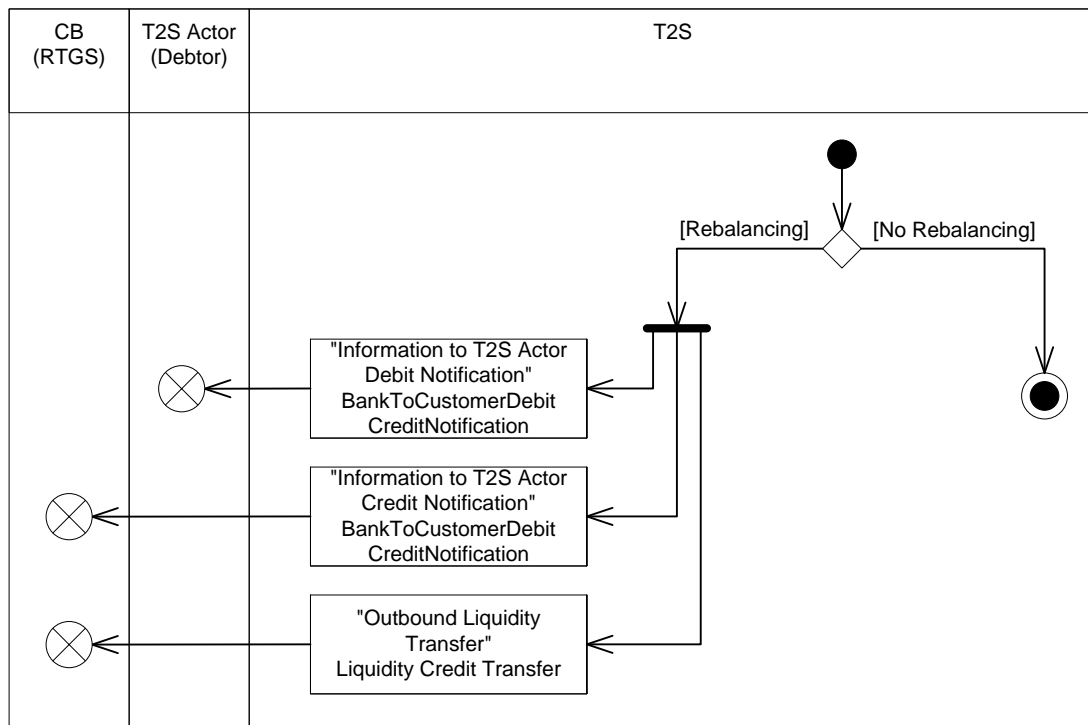 CB
(RTGS)
T2S Actor
(Debtor)
T2S
[Rebalancing]
[No Rebalancing]
"Information to T2S Actor
Debit Notification"
BankToCustomerDebit
CreditNotification
"Information to T2S Actor
Credit Notification"
BankToCustomerDebit
CreditNotification
"Outbound Liquidity
Transfer"
Liquidity Credit Transfer